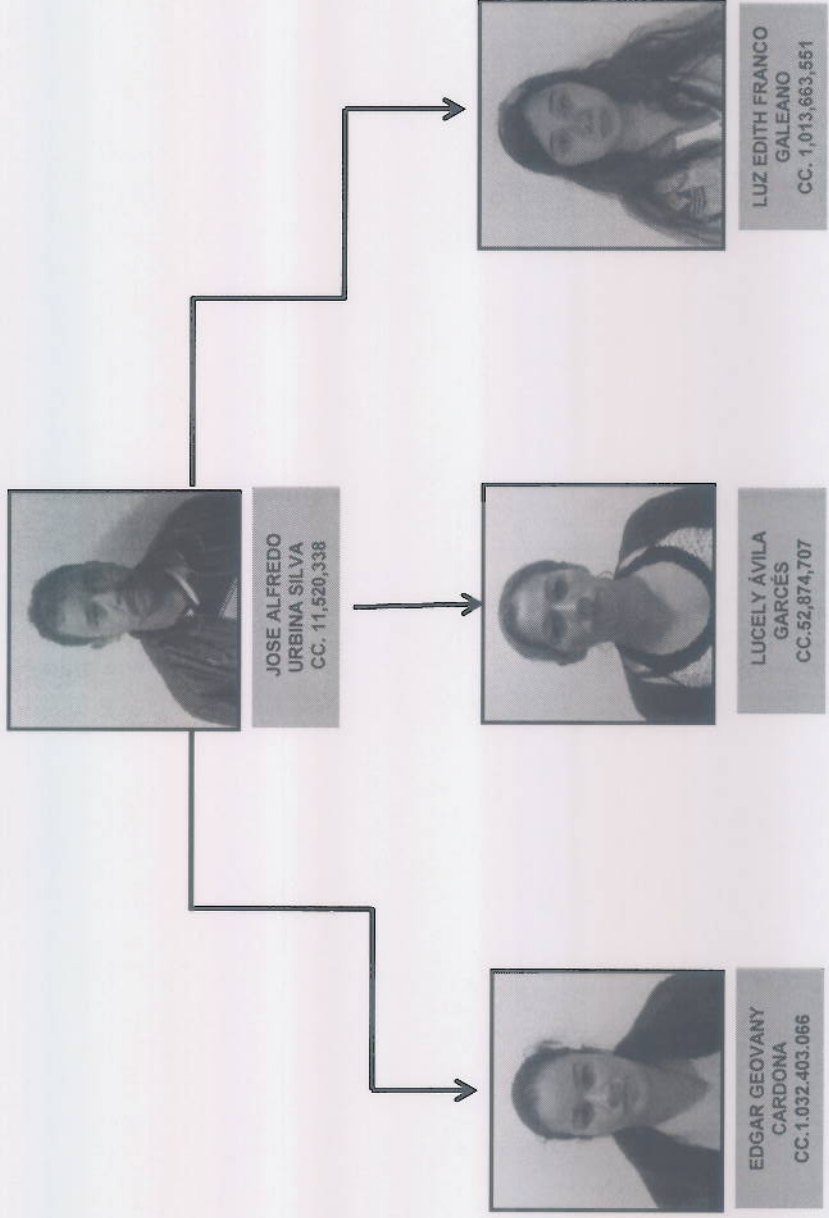 JOSE ALFREDO
URBINA SILVA
CC. 11,520,338
EDGAR GEOVANY
CARDONA
CC.1.032.403.066
LUCELY ÁVILA
GARCÉS
CC.52,874,707
LUZ EDITH FRANCO
GALEANO
CC. 1,013,663,551